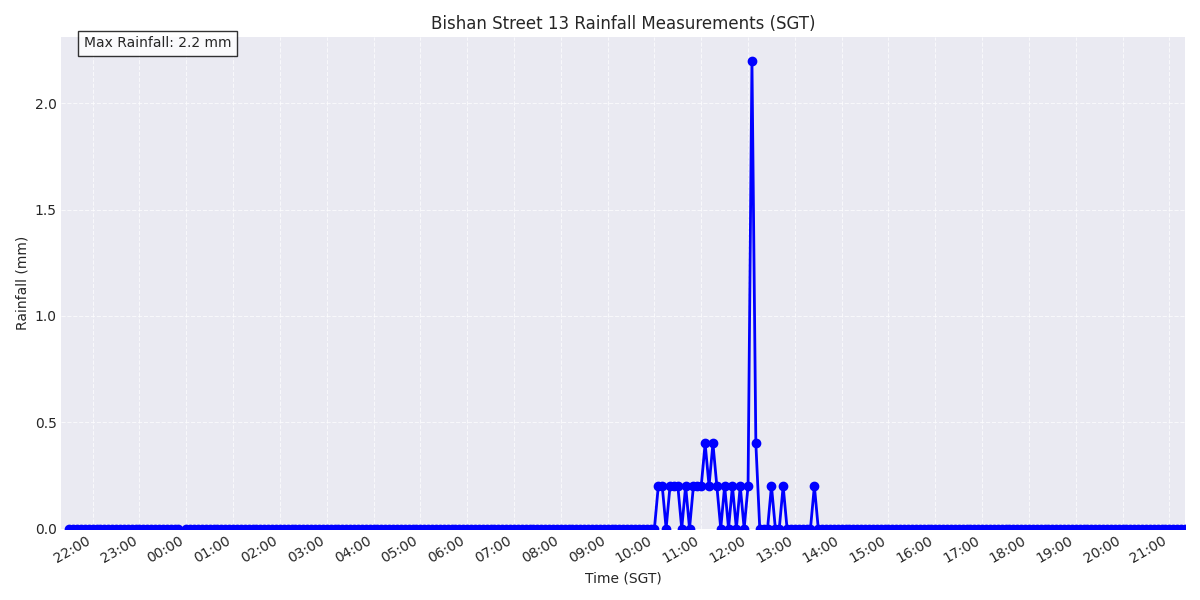 Bishan Street 13 Rainfall Measurements (SGT)
Max Rainfall: 2.2 mm
2.0
1.5
1.0
0.5
0.0
Rainfall (mm)
22:00 23:00 00:00 01:00 02:00 03:00 04:00 05:00 06:00 07:00 08:00 09:00 10:00 11:00 12:00 13:00 14:00 15:00 16:00 17:00 18:00 19:00 20:00 21:00
Time (SGT)